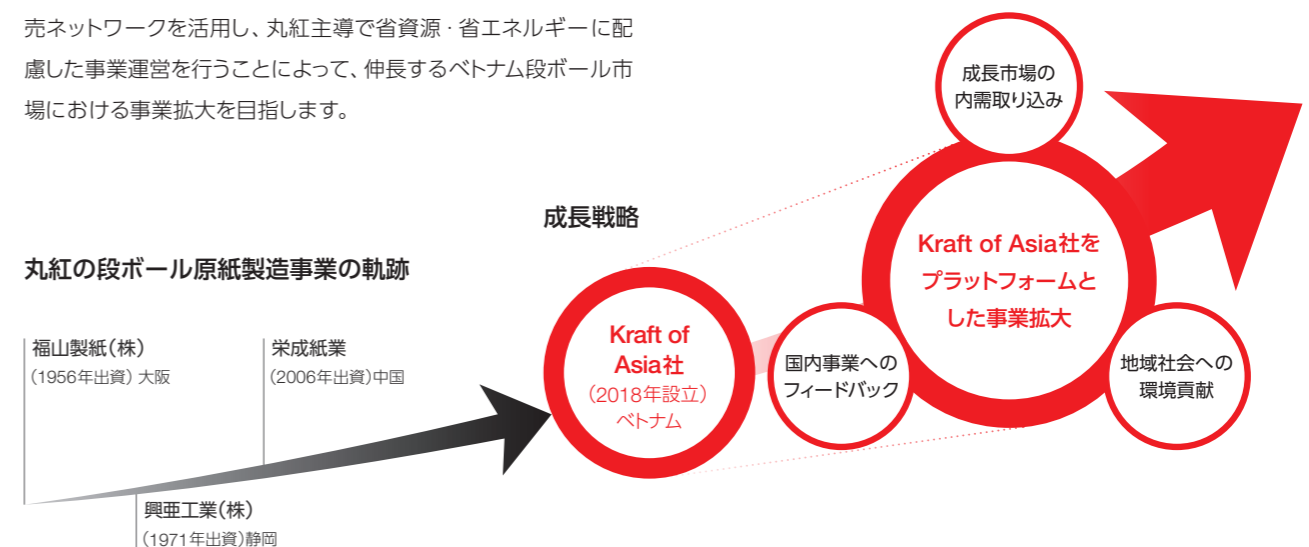 売ネットワークを活用し、丸紅主導で省資源・省エネルギーに配
慮した事業運営を行うことによって、伸長するベトナム段ボール市
場における事業拡大を目指します。
丸紅の段ボール原紙製造事業の軌跡
福山製紙(株)
(1956年出資) 大阪
興亜工業(株)
(1971年出資)静岡
栄成紙業
(2006年出資)中国
成長戦略
Kraft of
Asia社
(2018年設立)
ベトナム
成長市場の
内需取り込み
Kraft of Asia社を
プラットフォームと
した事業拡大
国内事業への
フィードバック
地域社会への
環境貢献